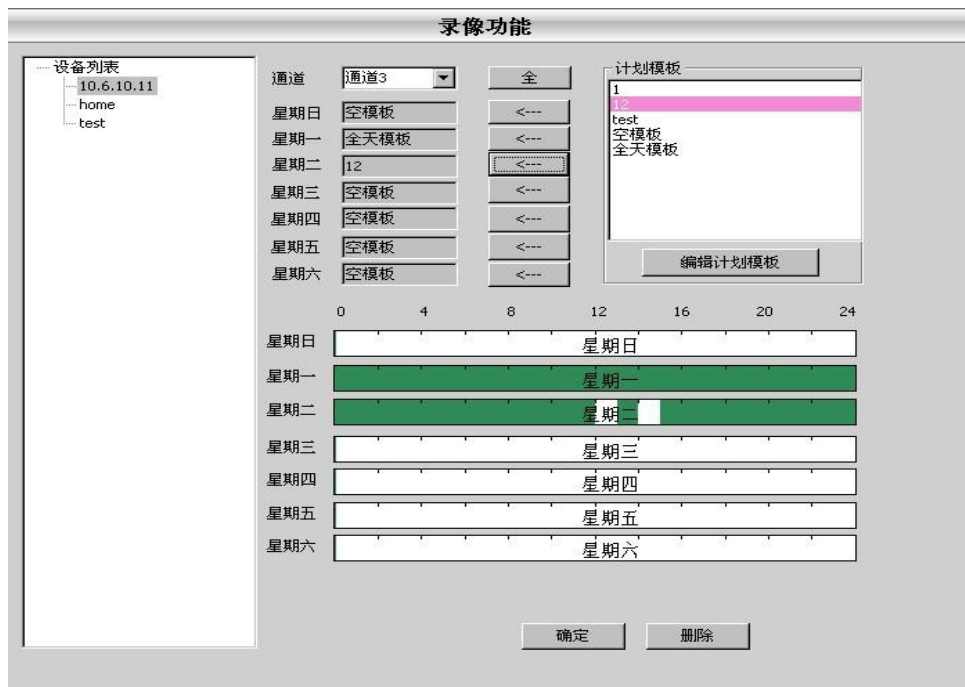 录像功能
设备列表
10.6.10.11
home
test
通道 通道3 全
星期日 空模板 <---
星期一 全天模板 <---
星期二 12 <---
星期三 空模板 <---
星期四 空模板 <---
星期五 空模板 <---
星期六 空模板 <---
计划模板
1
12
test
空模板
全天模板
编辑计划模板
0 4 8 12 16 20 24
星期日 星期日
星期一 星期一
星期二 星期二
星期三 星期三
星期四 星期四
星期五 星期五
星期六 星期六
确定 删除